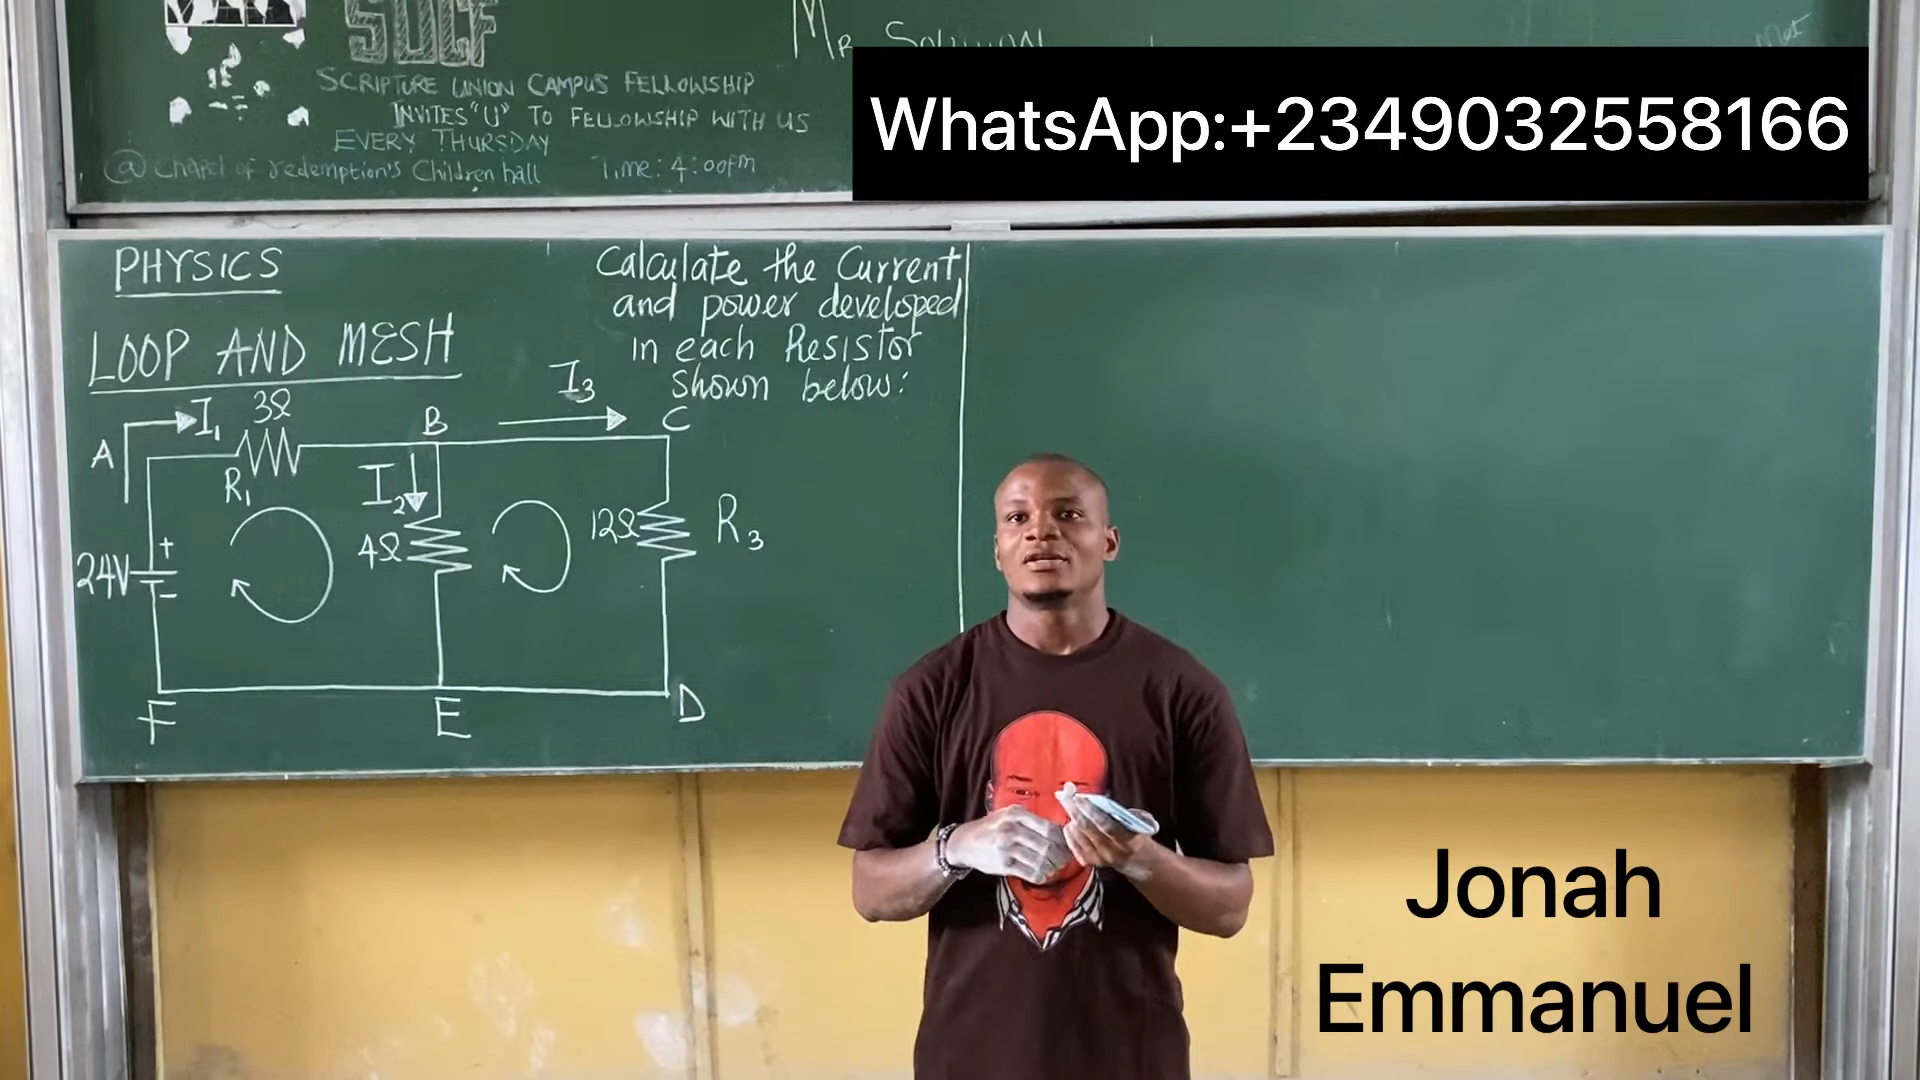 SUCF
SCRIPTURE UNION CAMPUS FELLOWSHIP
INVITES "U" TO FELLOWSHIP WITH US
EVERY THURSDAY
@ Chapel of redemption's Children hall Time: 4:00pm
MR
WhatsApp:+2349032558166
PHYSICS
LOOP AND MESH
Calculate the Current
and power developed
in each Resistor
Shown below:
A
I₁
3Ω
R₁
B
I₃
C
I₂
4Ω
12Ω
R₃
24V
+
-
F
E
D
Jonah
Emmanuel